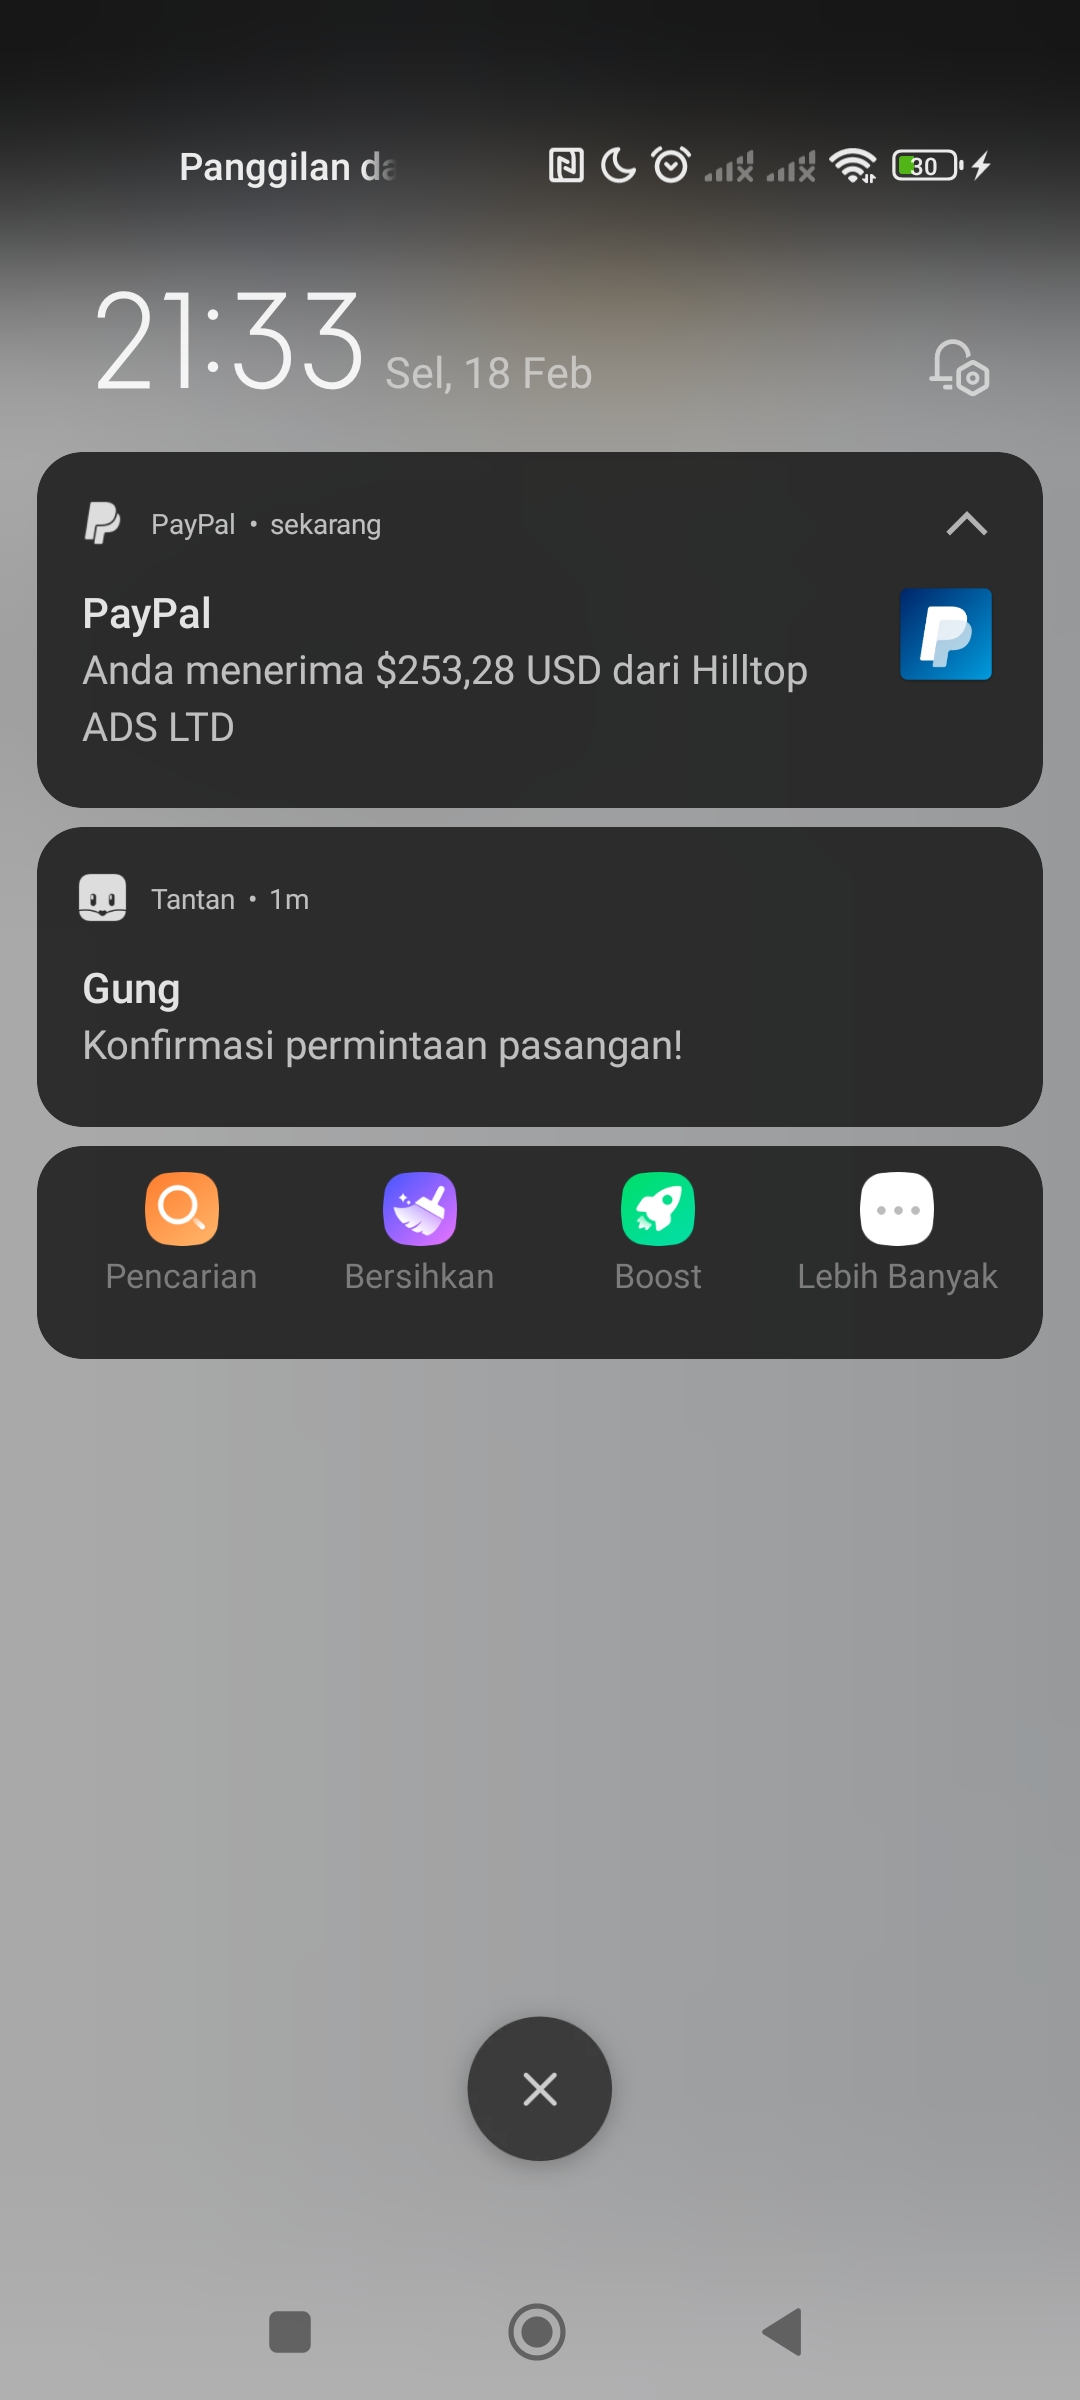 Panggilan da
30
21:33 Sel, 18 Feb
PayPal • sekarang
PayPal
Anda menerima $253,28 USD dari Hilltop
ADS LTD
Tantan • 1m
Gung
Konfirmasi permintaan pasangan!
Pencarian Bersihkan Boost Lebih Banyak